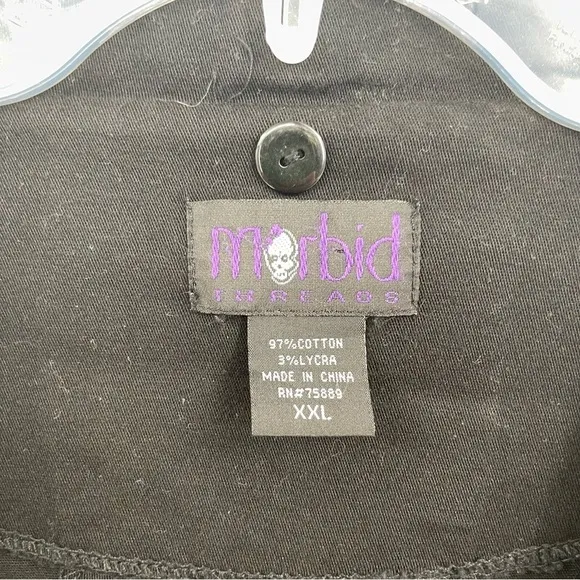 morbid
THREADS
97%COTTON
3%LYCRA
MADE IN CHINA
RN#75889
XXL